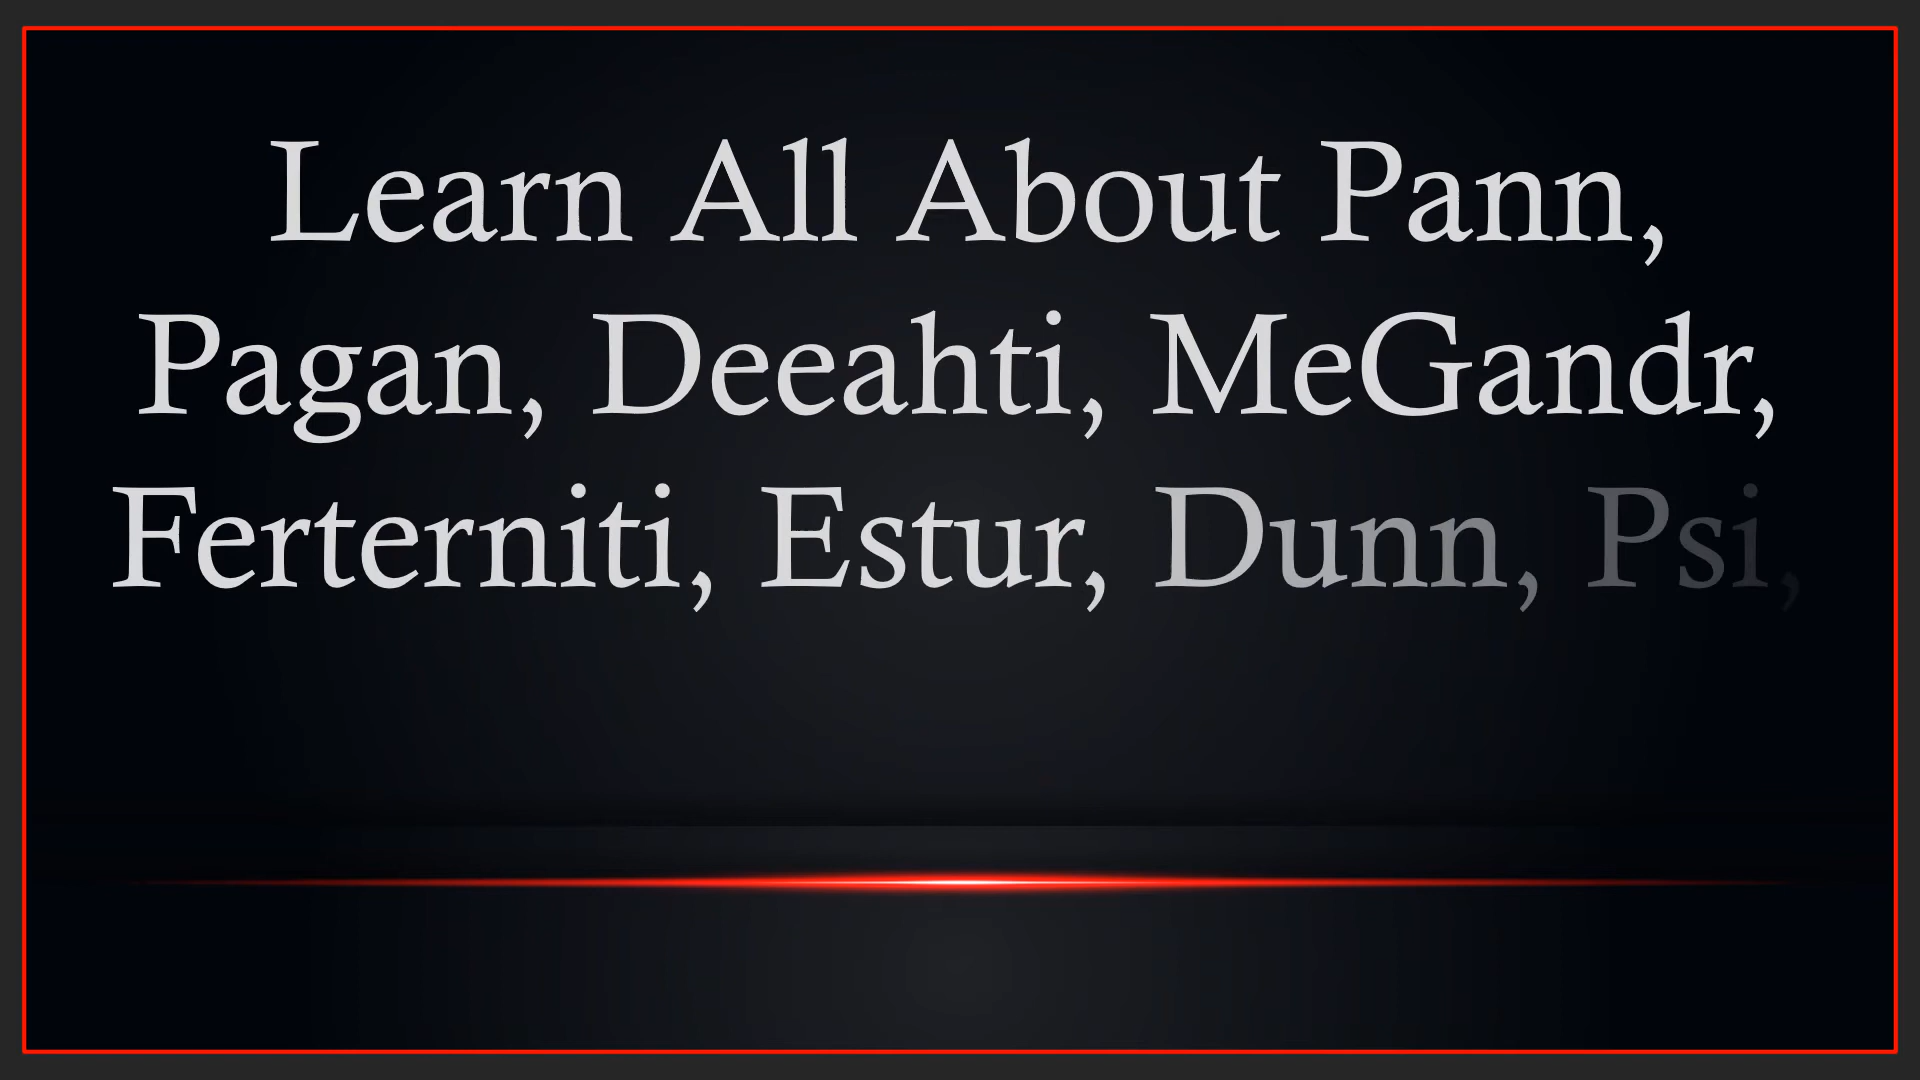 Learn All About Pann,
Pagan, Deeahti, MeGandr,
Ferterniti, Estur, Dunn, Psi,